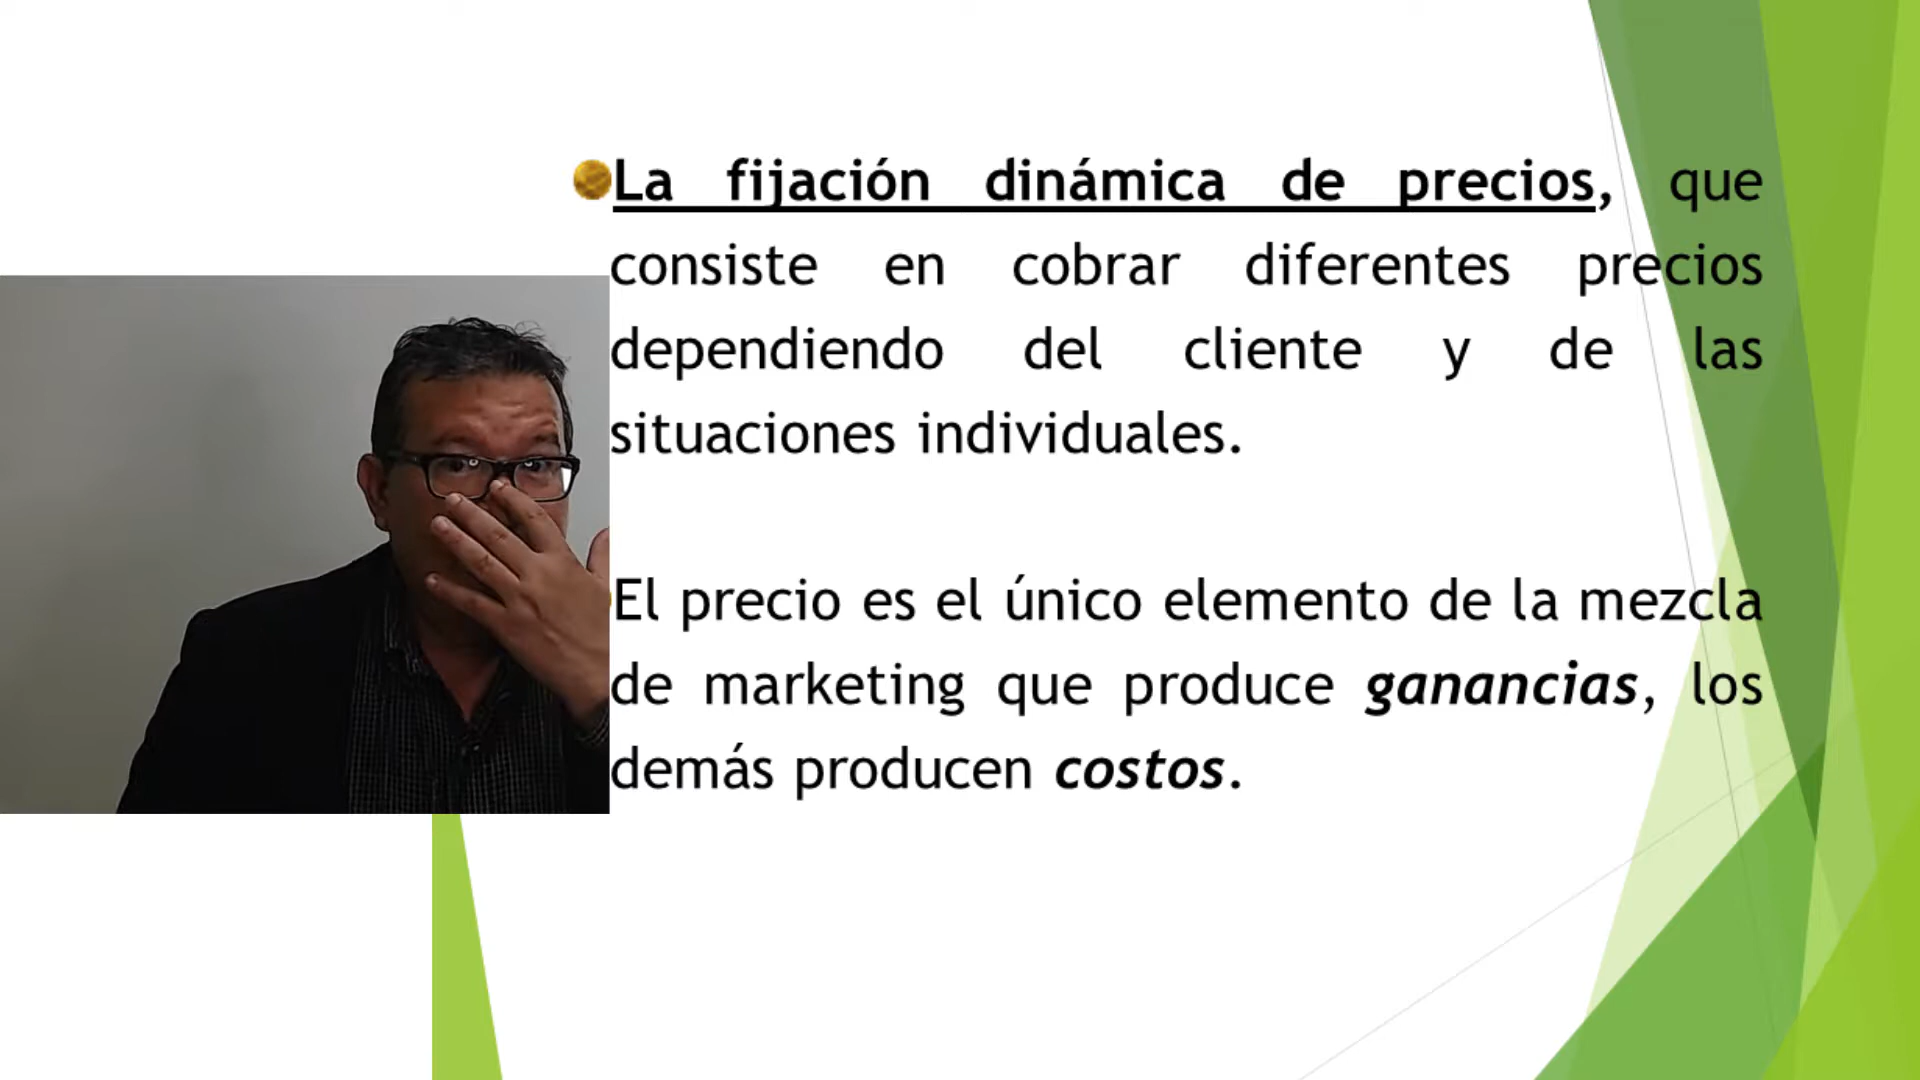 La fijación dinámica de precios, que
consiste en cobrar diferentes precios
dependiendo del cliente y de las
situaciones individuales.
El precio es el único elemento de la mezcla
de marketing que produce ganancias, los
demás producen costos.